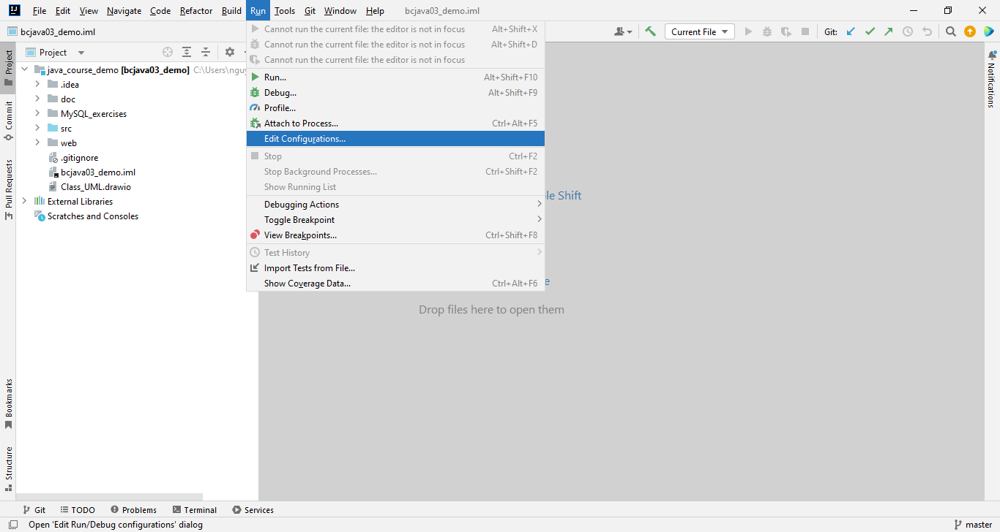 IJ File Edit View Navigate Code Refactor Build Run Tools Git Window Help bcjava03_demo.iml
bcjava03_demo.iml
Current File
Git:
Project
java_course_demo [bcjava03_demo] C:\Users\
.idea
doc
MySQL_exercises
src
web
.gitignore
bcjava03_demo.iml
Class_UML.drawio
External Libraries
Scratches and Consoles
Cannot run the current file: the editor is not in focus Alt+Shift+X
Cannot run the current file: the editor is not in focus Alt+Shift+D
Cannot run the current file: the editor is not in focus
Run... Alt+Shift+F10
Debug... Alt+Shift+F9
Profile...
Attach to Process... Ctrl+Alt+F5
Edit Configurations...
Stop Ctrl+F2
Stop Background Processes... Ctrl+Shift+F2
Show Running List
Debugging Actions
Toggle Breakpoint
View Breakpoints... Ctrl+Shift+F8
Test History
Import Tests from File...
Show Coverage Data... Ctrl+Alt+F6
le Shift
e
Drop files here to open them
Project
Commit
Pull Requests
Bookmarks
Structure
Notifications
Git TODO Problems Terminal Services
Open 'Edit Run/Debug configurations' dialog
master